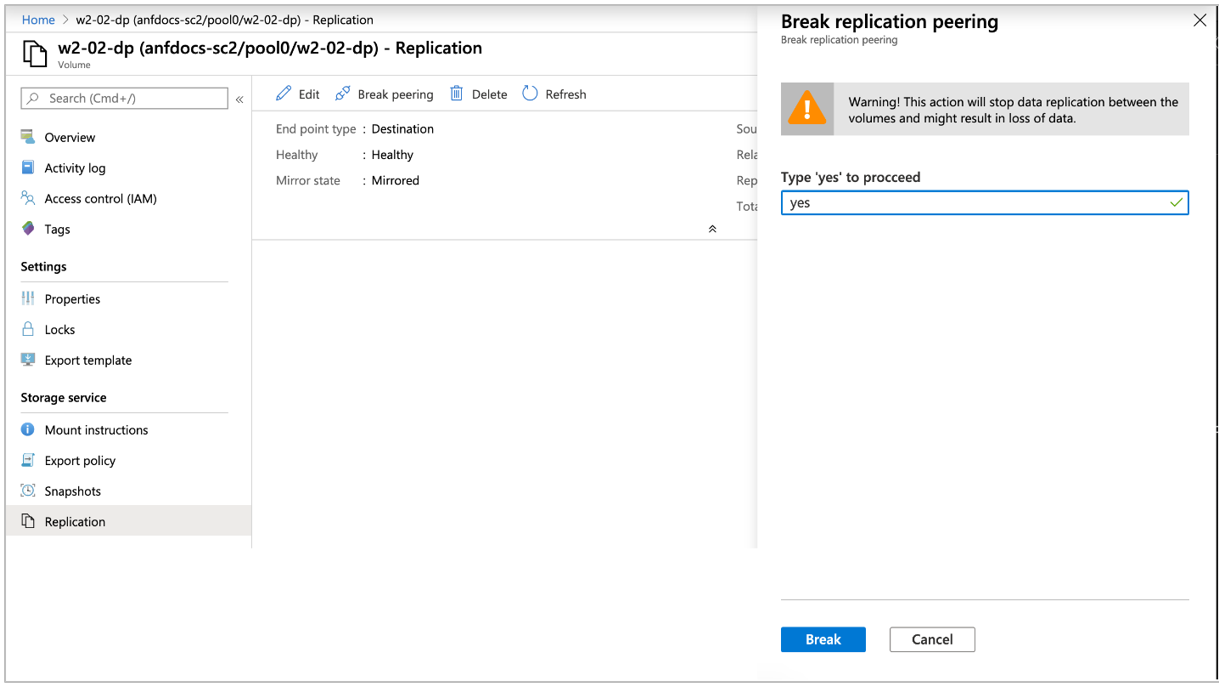 Home > w2-02-dp (anfdocs-sc2/pool0/w2-02-dp) - Replication
w2-02-dp (anfdocs-sc2/pool0/w2-02-dp) - Replication
Volume
Search (Cmd+/)
«
Overview
Activity log
Access control (IAM)
Tags
Settings
Properties
Locks
Export template
Storage service
Mount instructions
Export policy
Snapshots
Replication
Edit Break peering Delete Refresh
End point type : Destination
Healthy : Healthy
Mirror state : Mirrored
Sou
Rela
Rep
Tota
Break replication peering
Break replication peering
Warning! This action will stop data replication between the
volumes and might result in loss of data.
Type 'yes' to procceed
yes
Break Cancel